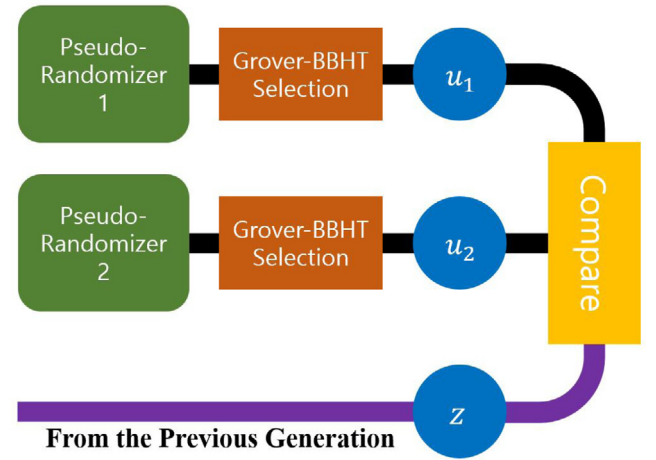 Pseudo-
Randomizer
1
Grover-BBHT
Selection
u₁
Pseudo-
Randomizer
2
Grover-BBHT
Selection
u₂
Compare
z
From the Previous Generation